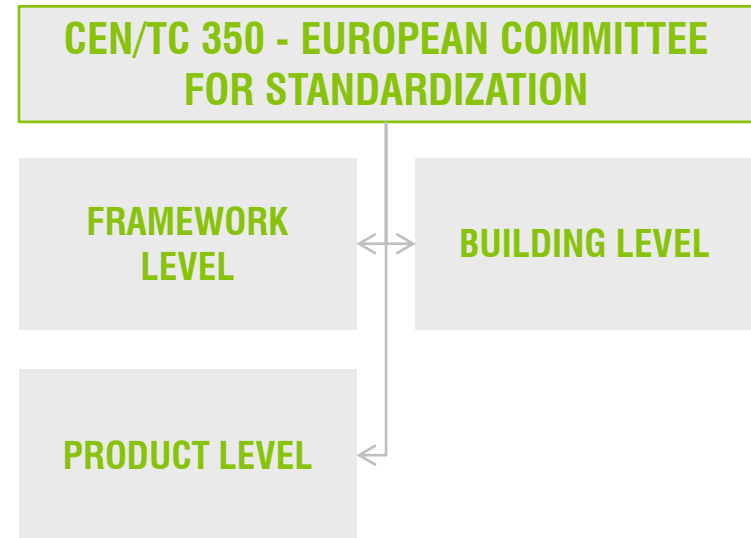 CEN/TC 350 - EUROPEAN COMMITTEE
FOR STANDARDIZATION
FRAMEWORK
LEVEL
BUILDING LEVEL
PRODUCT LEVEL